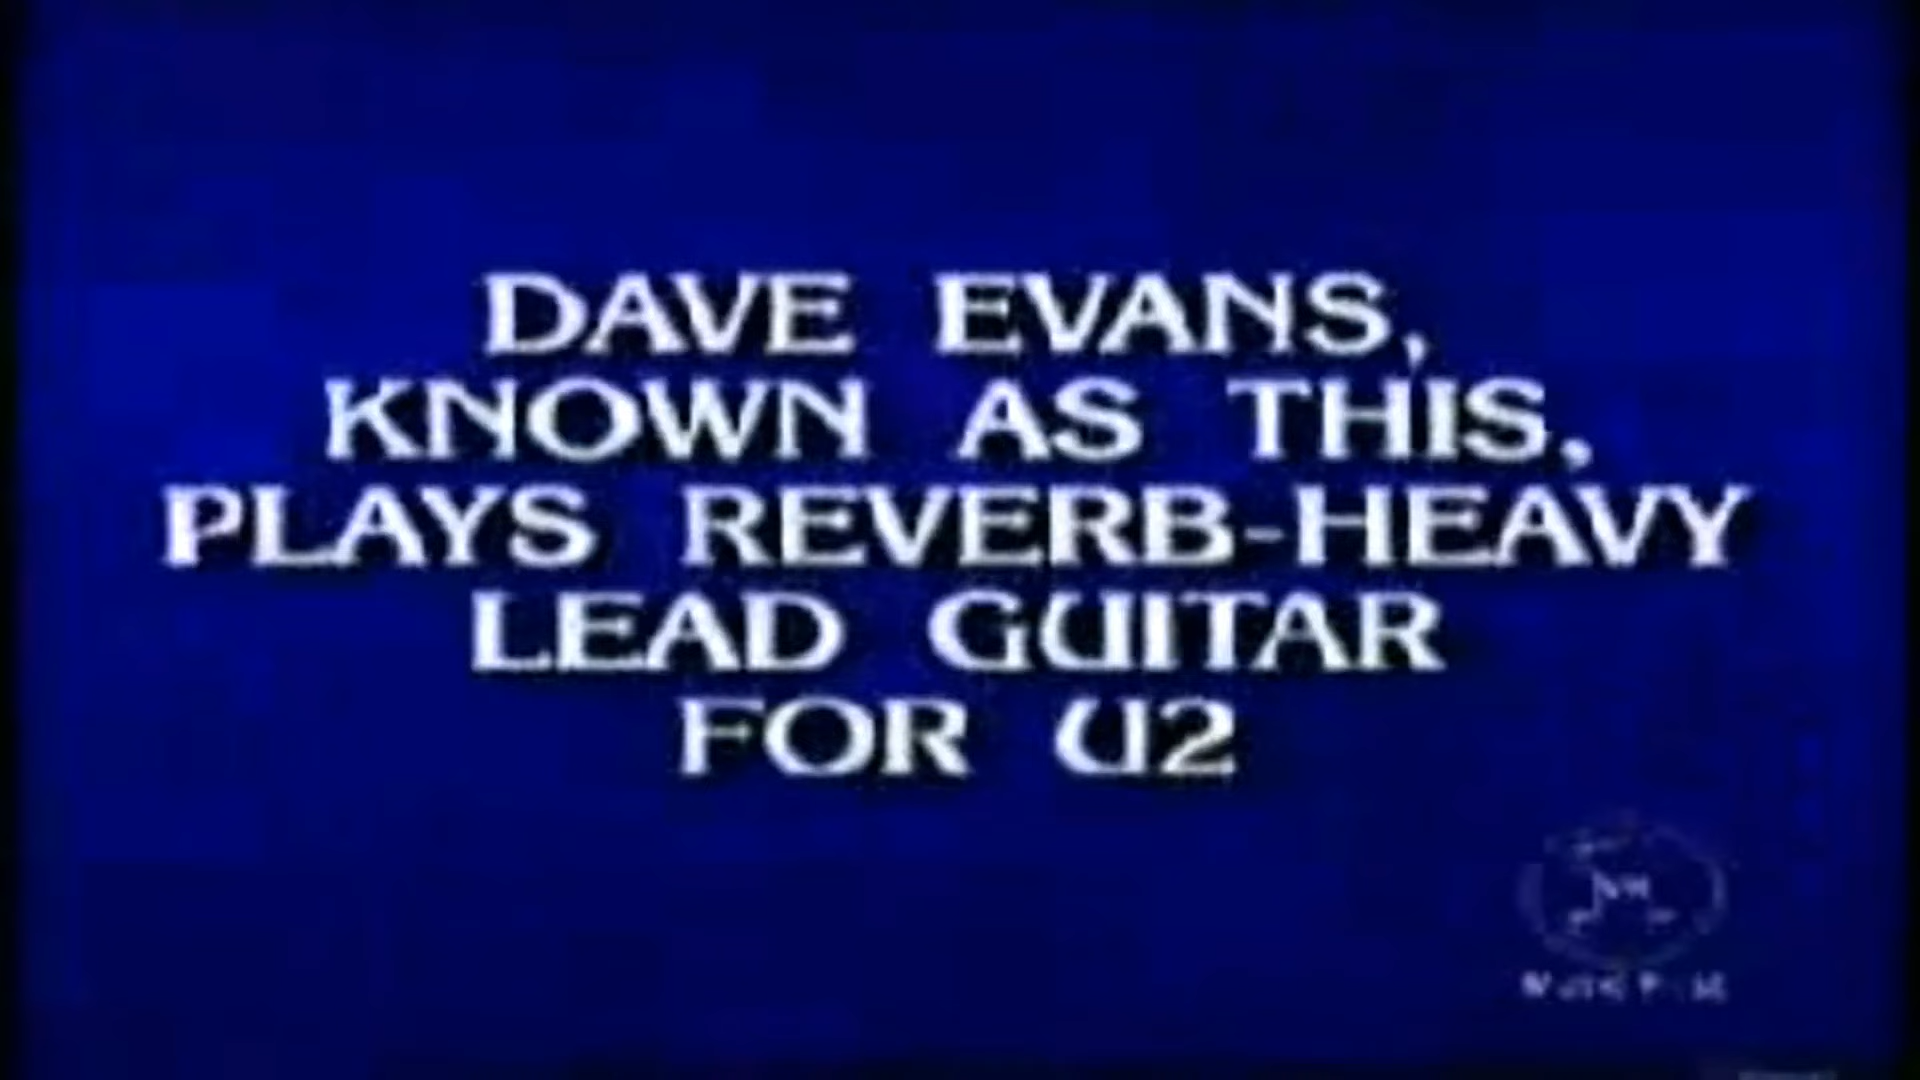 DAVE EVANS,
KNOWN AS THIS,
PLAYS REVERB-HEAVY
LEAD GUITAR
FOR U2